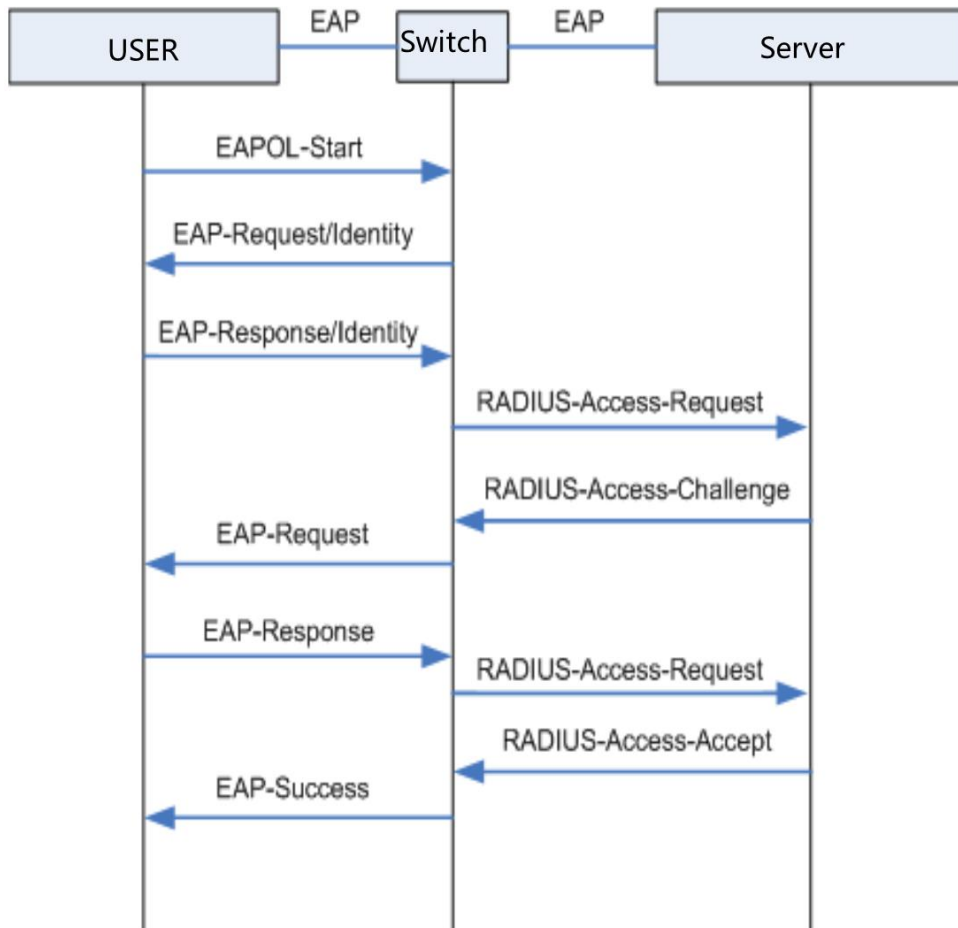 EAP
EAP
USER
Switch
Server
EAPOL-Start
EAP-Request/Identity
EAP-Response/Identity
RADIUS-Access-Request
RADIUS-Access-Challenge
EAP-Request
EAP-Response
RADIUS-Access-Request
RADIUS-Access-Accept
EAP-Success